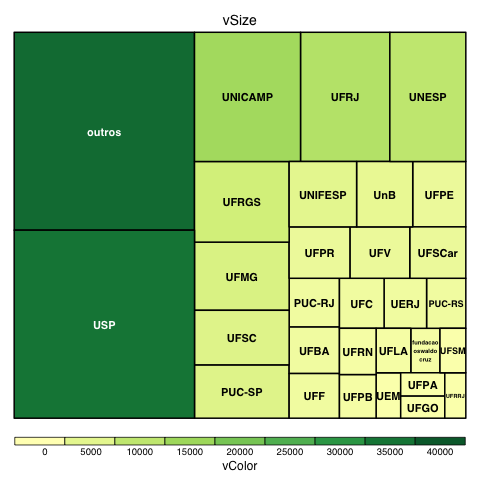 vSize
outros
USP
UNICAMP
UFRJ
UNESP
UFRGS
UFMG
UFSC
PUC-SP
UNIFESP
UnB
UFPE
UFPR
UFV
UFSCar
PUC-RJ
UFC
UERJ
PUC-RS
UFBA
UFRN
UFLA
fundacao
oswaldo
cruz
UFSM
UFF
UFPB
UEM
UFPA
UFGO
UFRRJ
0 5000 10000 15000 20000 25000 30000 35000 40000
vColor